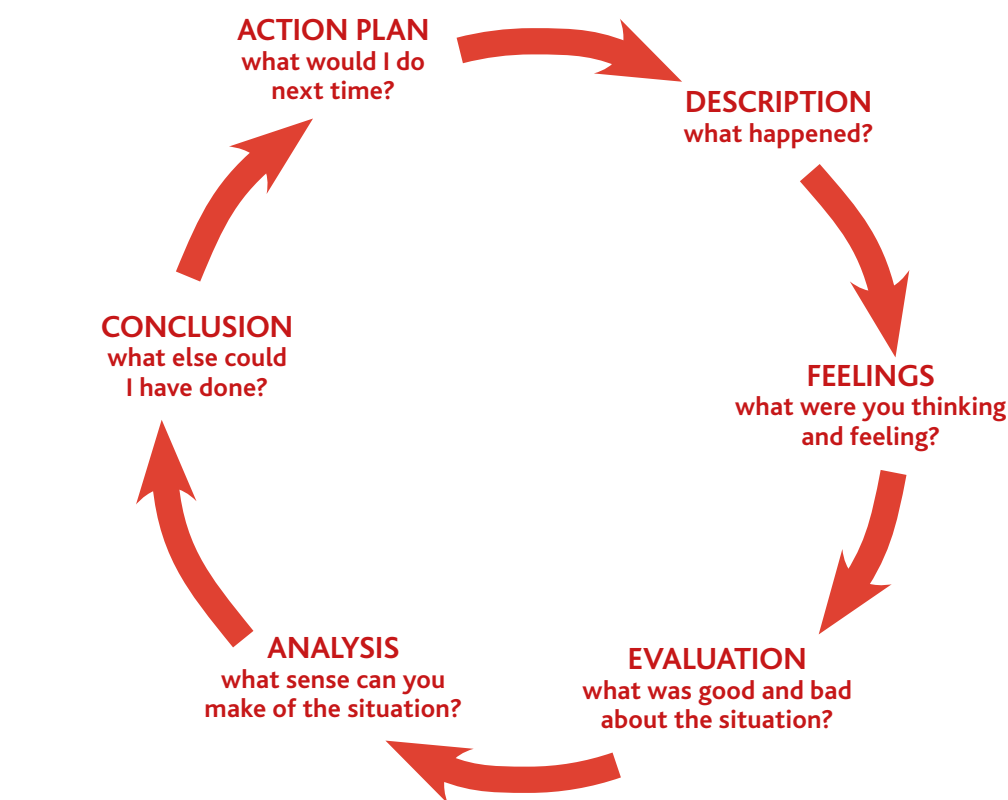 ACTION PLAN
what would I do
next time?
DESCRIPTION
what happened?
FEELINGS
what were you thinking
and feeling?
EVALUATION
what was good and bad
about the situation?
ANALYSIS
what sense can you
make of the situation?
CONCLUSION
what else could
I have done?